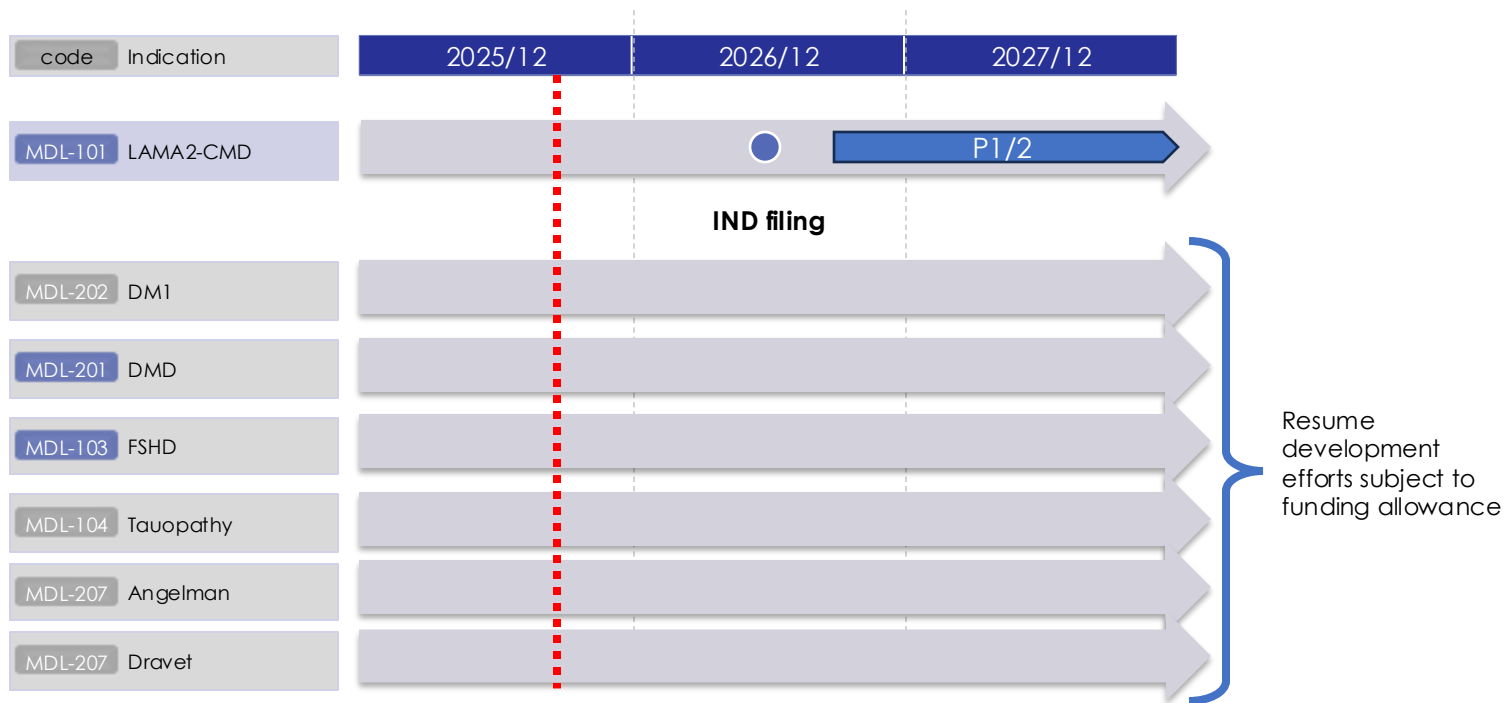 code Indication 2025/12 2026/12 2027/12
MDL-101 LAMA2-CMD P1/2
IND filing
MDL-202 DM1
MDL-201 DMD
MDL-103 FSHD
MDL-104 Tauopathy
MDL-207 Angelman
MDL-207 Dravet
Resume
development
efforts subject to
funding allowance